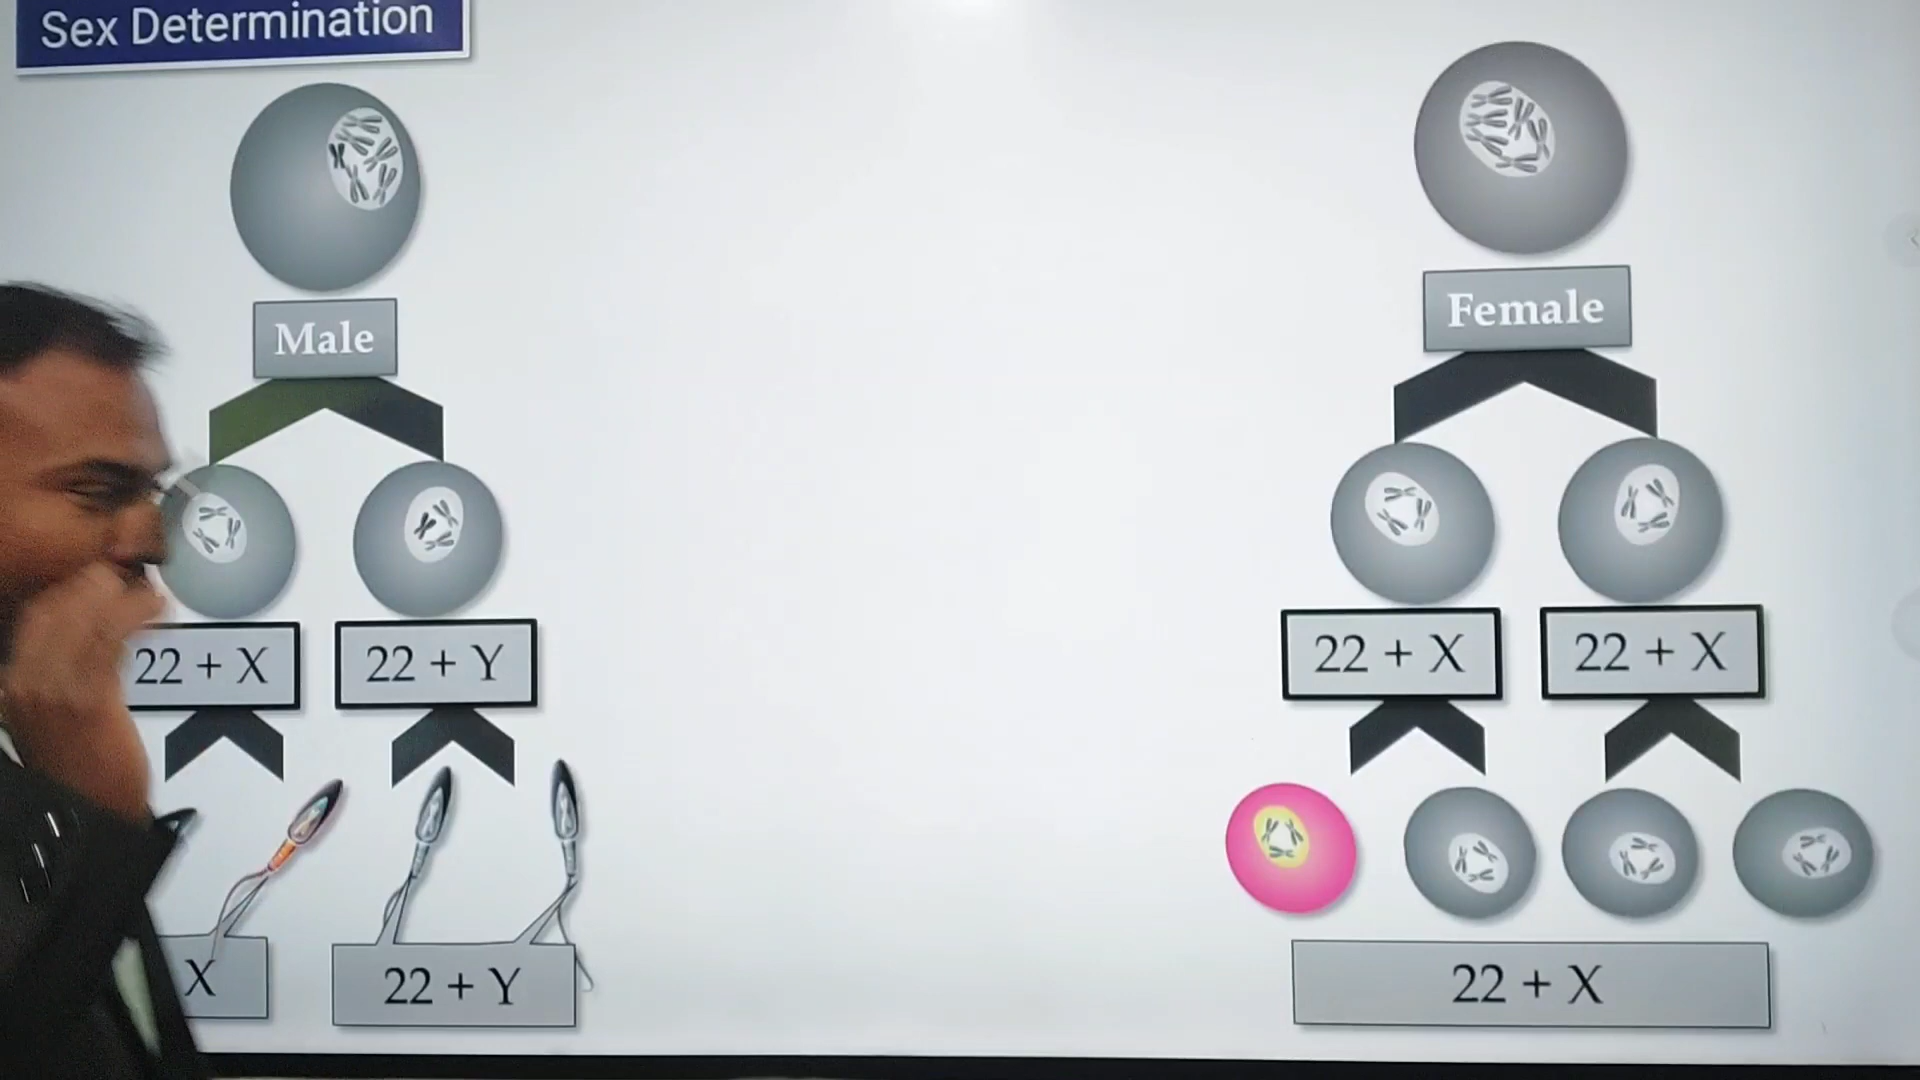 Sex Determination
Male
Female
22 + X
22 + Y
22 + X
22 + X
X
22 + Y
22 + X